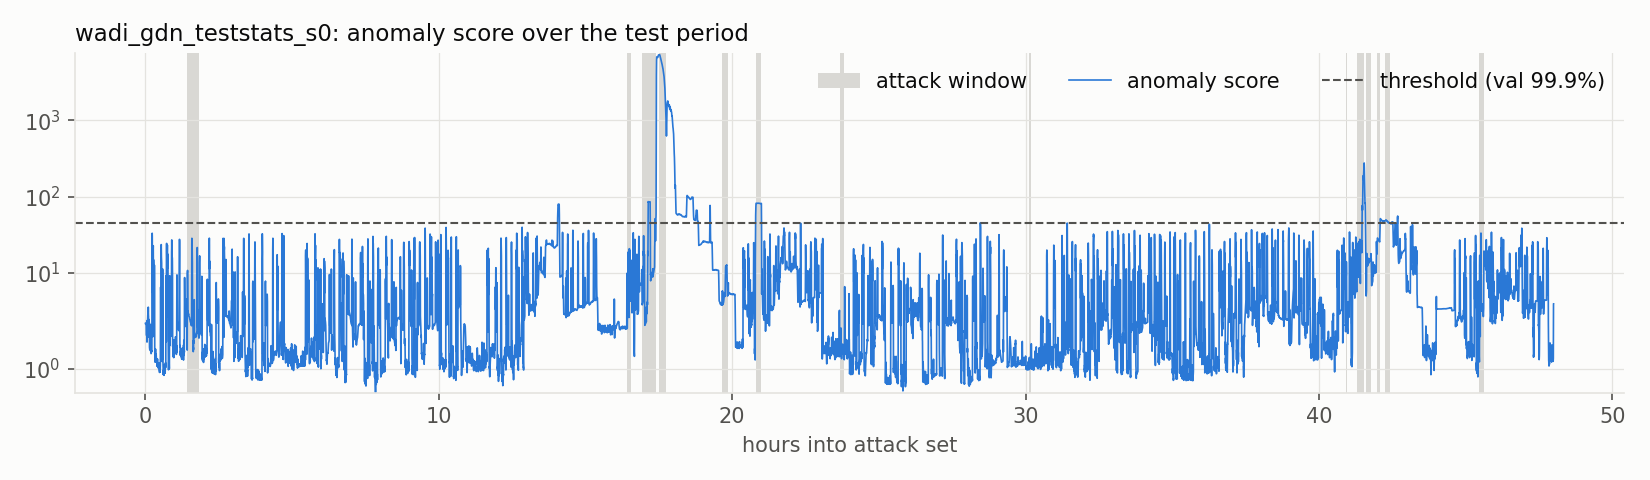 wadi_gdn_teststats_s0: anomaly score over the test period
attack window
anomaly score
threshold (val 99.9%)
10³
10²
10¹
10⁰
0 10 20 30 40 50
hours into attack set